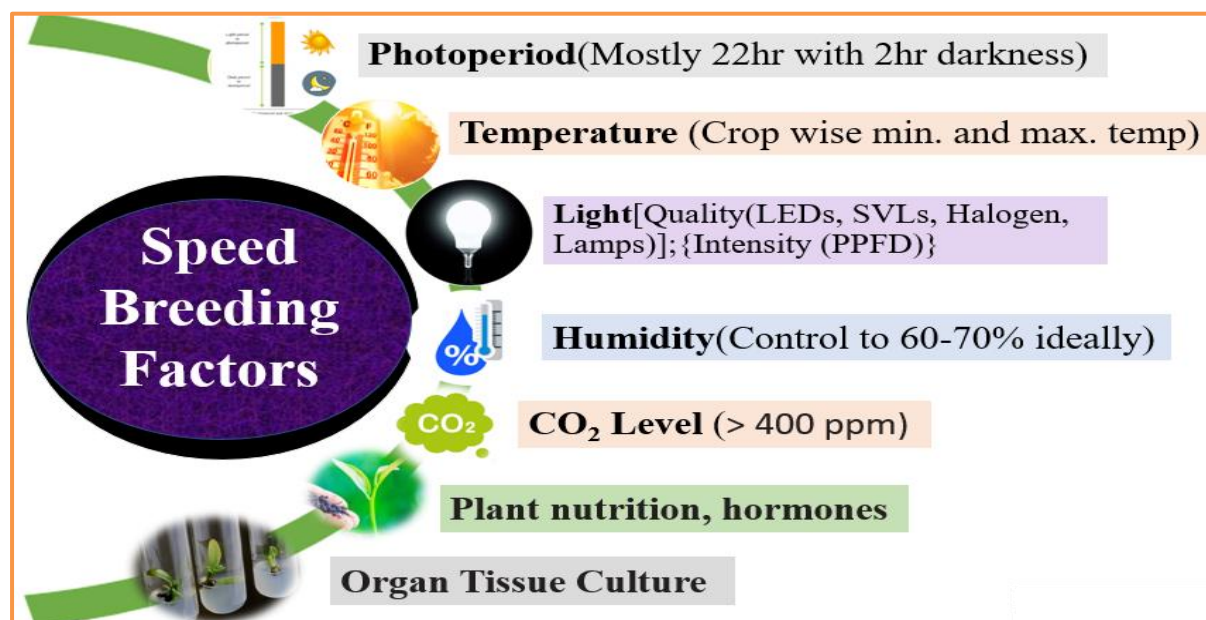 Photoperiod(Mostly 22hr with 2hr darkness)
Temperature (Crop wise min. and max. temp)
Light[Quality(LEDs, SVLs, Halogen,
Lamps)];{Intensity (PPFD)}
Speed
Breeding
Factors
Humidity(Control to 60-70% ideally)
%
CO₂
CO₂ Level (> 400 ppm)
Plant nutrition, hormones
Organ Tissue Culture